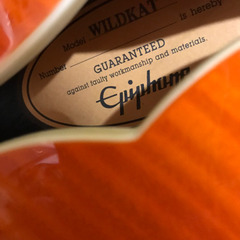 Model WILDKAT
Number is hereby
GUARANTEED
against faulty workmanship and materials.
Epiphone